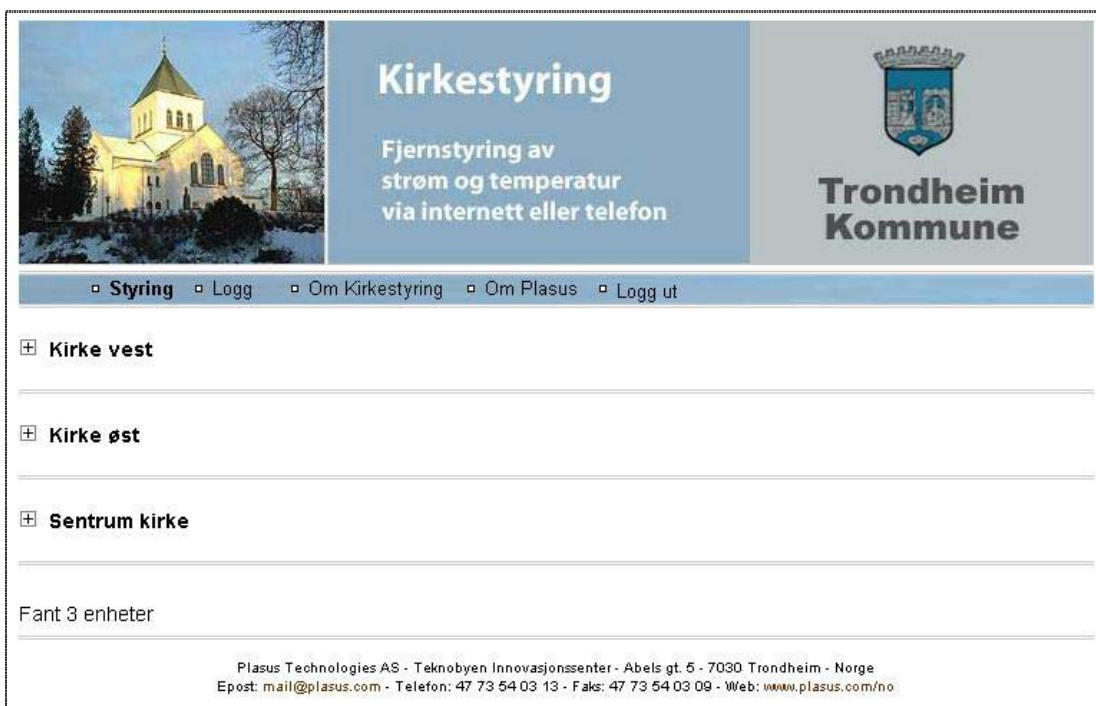 Kirkestyring
Fjernstyring av
strøm og temperatur
via internett eller telefon
Trondheim
Kommune
Styring Logg Om Kirkestyring Om Plasus Logg ut
Kirke vest
Kirke øst
Sentrum kirke
Fant 3 enheter
Plasus Technologies AS - Teknobyen Innovasjonssenter - Abels gt. 5 - 7030 Trondheim - Norge
Epost: mail@plasus.com - Telefon: 47 73 54 03 13 - Faks: 47 73 54 03 09 - Web: www.plasus.com/no